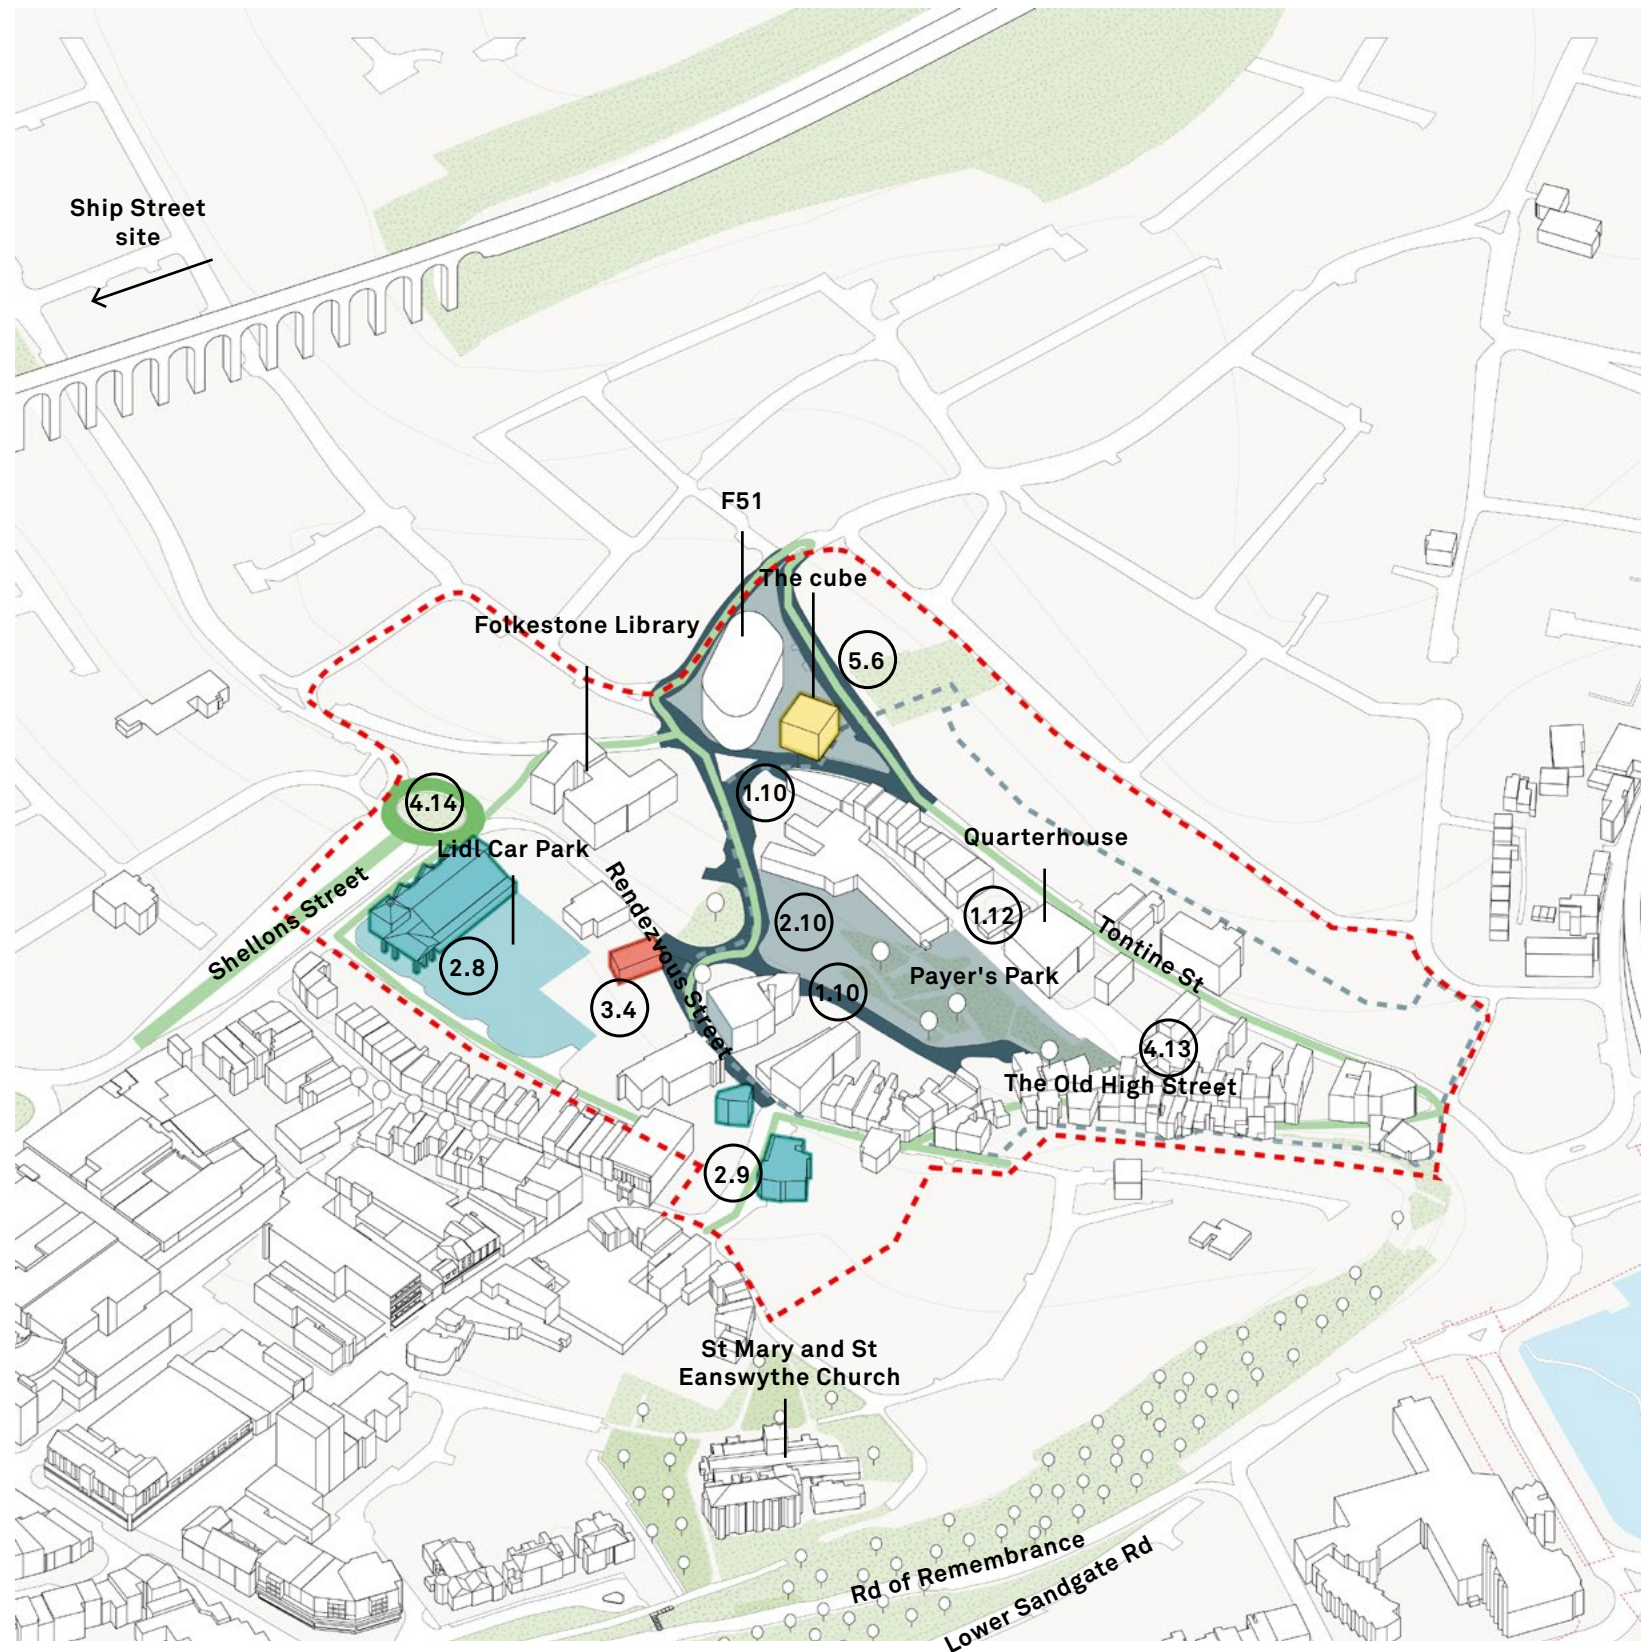 Ship Street
site
F51
The cube
Folkestone Library
5.6
1.10
4.14
Lidl Car Park
Quarterhouse
Rendezvous Street
1.12
2.10
Shellons Street
2.8
Tontine St
Payer's Park
1.10
3.4
4.13
The Old High Street
2.9
St Mary and St
Eanswythe Church
Rd of Remembrance
Lower Sandgate Rd